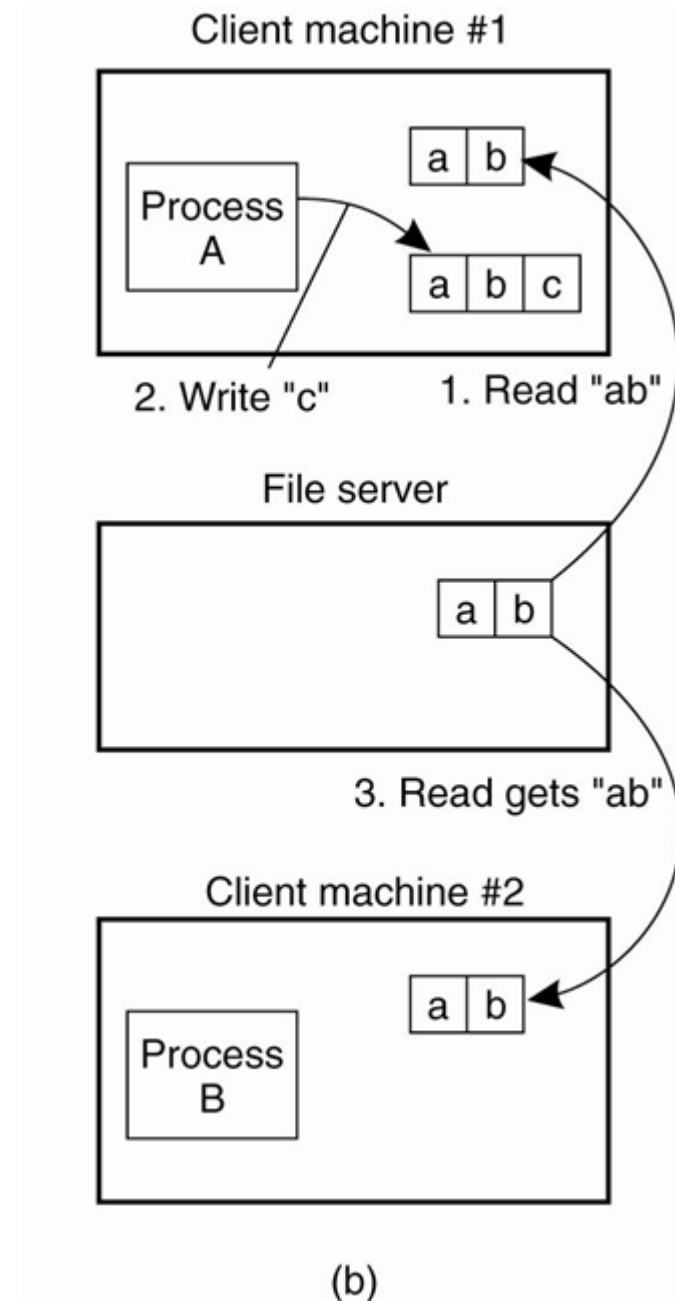 Client machine #1
a b
Process
A
a b c
2. Write "c"
1. Read "ab"
File server
a b
3. Read gets "ab"
Client machine #2
a b
Process
B
(b)